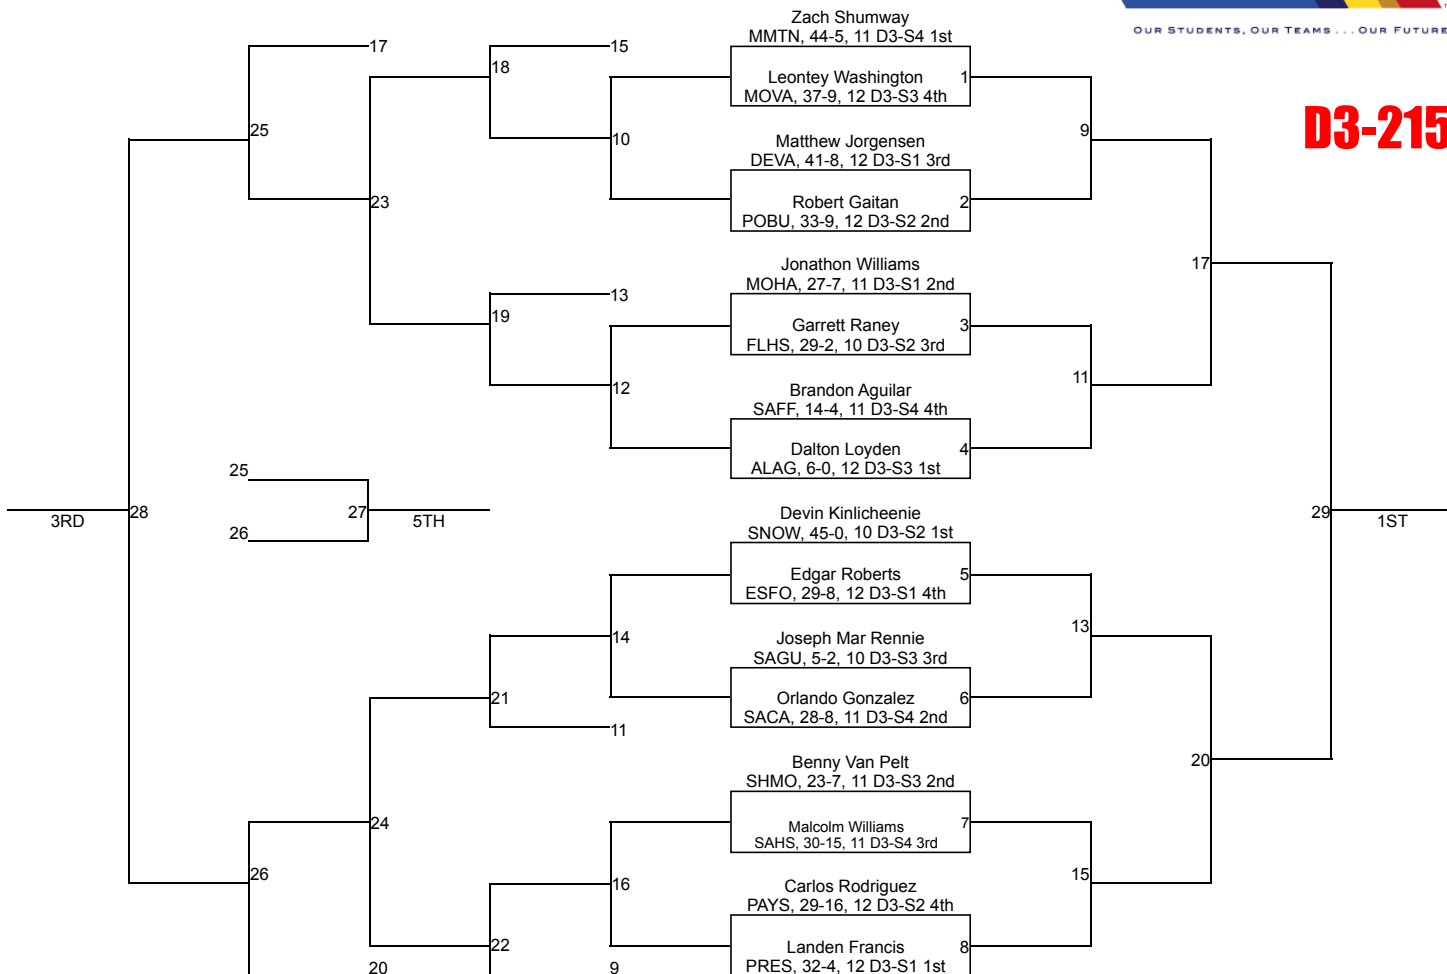 OUR STUDENTS, OUR TEAMS . . . OUR FUTURE
D3-215
Zach Shumway
MMTN, 44-5, 11 D3-S4 1st
Leontey Washington 1
MOVA, 37-9, 12 D3-S3 4th
Matthew Jorgensen
DEVA, 41-8, 12 D3-S1 3rd
Robert Gaitan 2
POBU, 33-9, 12 D3-S2 2nd
Jonathon Williams
MOHA, 27-7, 11 D3-S1 2nd
Garrett Raney 3
FLHS, 29-2, 10 D3-S2 3rd
Brandon Aguilar
SAFF, 14-4, 11 D3-S4 4th
Dalton Loyden 4
ALAG, 6-0, 12 D3-S3 1st
Devin Kinlicheenie
SNOW, 45-0, 10 D3-S2 1st
Edgar Roberts 5
ESFO, 29-8, 12 D3-S1 4th
Joseph Mar Rennie
SAGU, 5-2, 10 D3-S3 3rd
Orlando Gonzalez 6
SACA, 28-8, 11 D3-S4 2nd
Benny Van Pelt
SHMO, 23-7, 11 D3-S3 2nd
Malcolm Williams 7
SAHS, 30-15, 11 D3-S4 3rd
Carlos Rodriguez
PAYS, 29-16, 12 D3-S2 4th
Landen Francis 8
PRES, 32-4, 12 D3-S1 1st
9
11
13
15
17
20
29
1ST
15
10
13
12
14
11
16
9
18
19
21
22
17
23
24
20
25
26
25
26
27
5TH
28
3RD